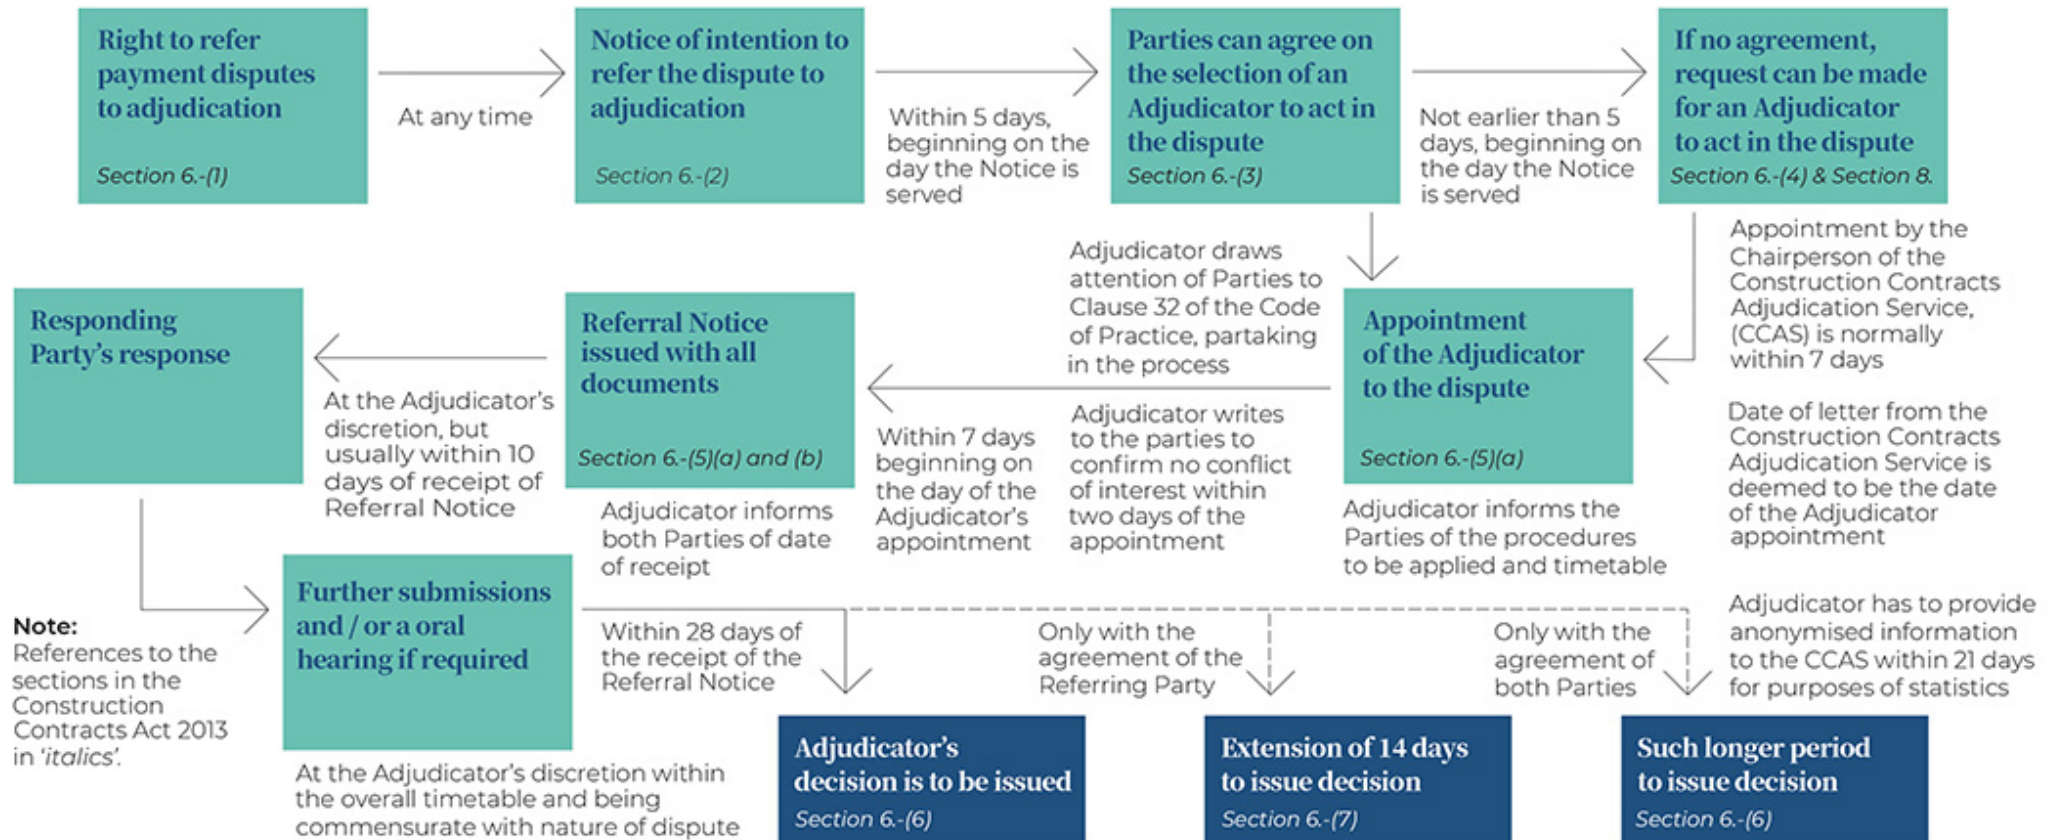 Right to refer
payment disputes
to adjudication
Section 6.-(1)
At any time
Notice of intention to
refer the dispute to
adjudication
Section 6.-(2)
Within 5 days,
beginning on the
day the Notice is
served
Parties can agree on
the selection of an
Adjudicator to act in
the dispute
Section 6.-(3)
Not earlier than 5
days, beginning on
the day the Notice
is served
If no agreement,
request can be made
for an Adjudicator
to act in the dispute
Section 6.-(4) & Section 8.
Appointment by the
Chairperson of the
Construction Contracts
Adjudication Service,
(CCAS) is normally
within 7 days
Date of letter from the
Construction Contracts
Adjudication Service is
deemed to be the date
of the Adjudicator
appointment
Appointment
of the Adjudicator
to the dispute
Section 6.-(5)(a)
Adjudicator informs the
Parties of the procedures
to be applied and timetable
Adjudicator draws
attention of Parties to
Clause 32 of the Code
of Practice, partaking
in the process
Adjudicator writes
to the parties to
confirm no conflict
of interest within
two days of the
appointment
Within 7 days
beginning on
the day of the
Adjudicator's
appointment
Referral Notice
issued with all
documents
Section 6.-(5)(a) and (b)
Adjudicator informs
both Parties of date
of receipt
At the Adjudicator's
discretion, but
usually within 10
days of receipt of
Referral Notice
Responding
Party's response
Note:
References to the
sections in the
Construction
Contracts Act 2013
in 'italics'.
Further submissions
and / or a oral
hearing if required
At the Adjudicator's discretion within
the overall timetable and being
commensurate with nature of dispute
Within 28 days of
the receipt of the
Referral Notice
Adjudicator's
decision is to be issued
Section 6.-(6)
Only with the
agreement of the
Referring Party
Extension of 14 days
to issue decision
Section 6.-(7)
Only with the
agreement of
both Parties
Such longer period
to issue decision
Section 6.-(6)
Adjudicator has to provide
anonymised information
to the CCAS within 21 days
for purposes of statistics